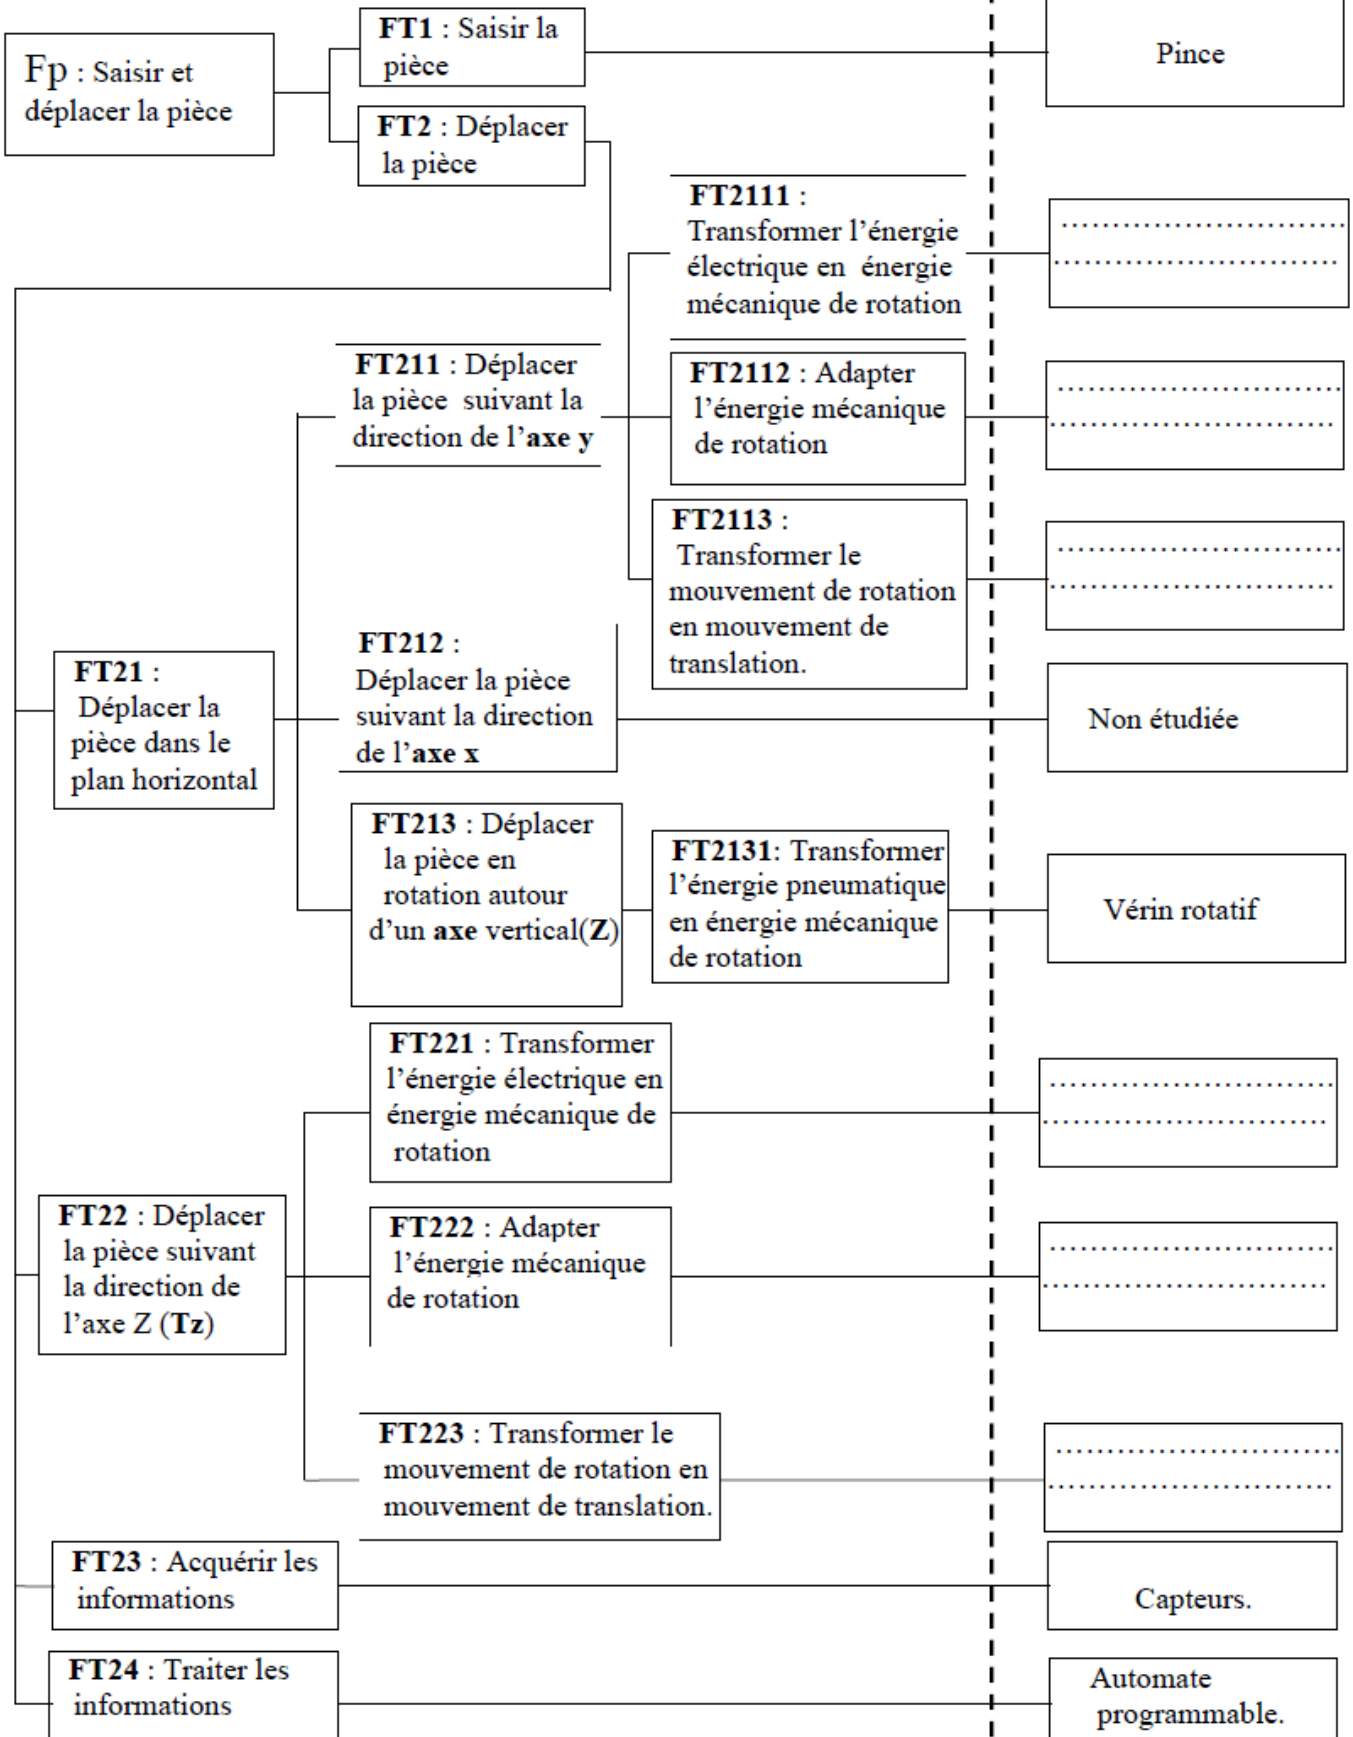 Fp : Saisir et
déplacer la pièce
FT1 : Saisir la
pièce
Pince
FT2 : Déplacer
la pièce
FT2111 :
Transformer l’énergie
électrique en énergie
mécanique de rotation
................................
................................
FT211 : Déplacer
la pièce suivant la
direction de l’axe y
FT2112 : Adapter
l’énergie mécanique
de rotation
................................
................................
FT2113 :
Transformer le
mouvement de rotation
en mouvement de
translation.
................................
................................
FT21 :
Déplacer la
pièce dans le
plan horizontal
FT212 :
Déplacer la pièce
suivant la direction
de l’axe x
Non étudiée
FT213 : Déplacer
la pièce en
rotation autour
d’un axe vertical(Z)
FT2131: Transformer
l’énergie pneumatique
en énergie mécanique
de rotation
Vérin rotatif
FT221 : Transformer
l’énergie électrique en
énergie mécanique de
rotation
................................
................................
FT22 : Déplacer
la pièce suivant
la direction de
l’axe Z (Tz)
FT222 : Adapter
l’énergie mécanique
de rotation
................................
................................
FT223 : Transformer le
mouvement de rotation en
mouvement de translation.
................................
................................
FT23 : Acquérir les
informations
Capteurs.
FT24 : Traiter les
informations
Automate
programmable.